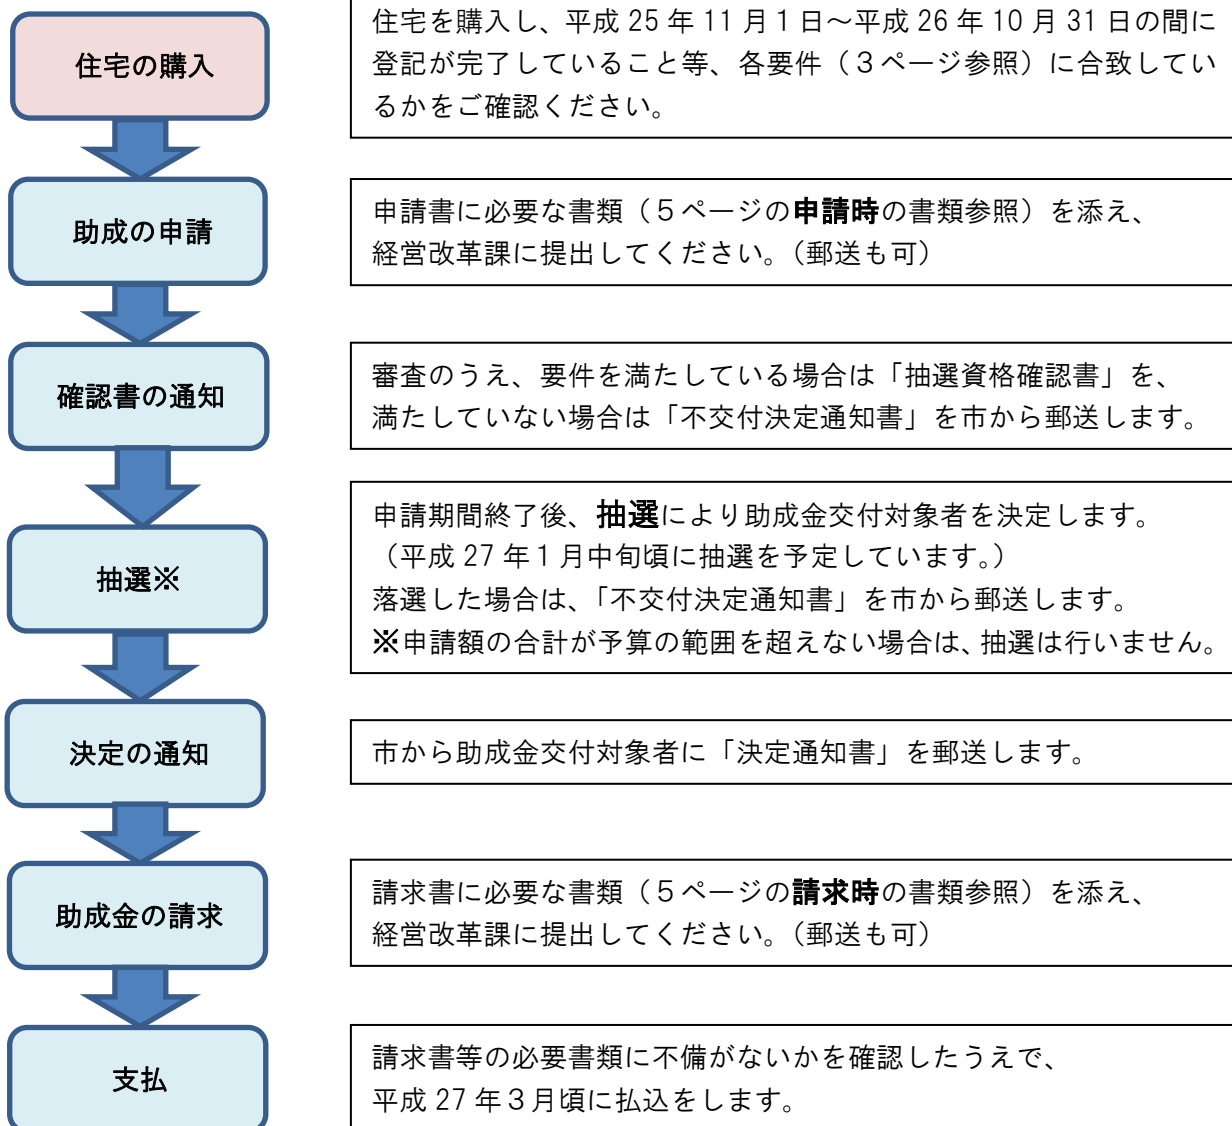 住宅の購入
住宅を購入し、平成 25 年 11 月 1 日～平成 26 年 10 月 31 日の間に
登記が完了していること等、各要件（３ページ参照）に合致してい
るかをご確認ください。
助成の申請
申請書に必要な書類（５ページの申請時の書類参照）を添え、
経営改革課に提出してください。（郵送も可）
確認書の通知
審査のうえ、要件を満たしている場合は「抽選資格確認書」を、
満たしていない場合は「不交付決定通知書」を市から郵送します。
抽選※
申請期間終了後、抽選により助成金交付対象者を決定します。
（平成 27 年１月中旬頃に抽選を予定しています。）
落選した場合は、「不交付決定通知書」を市から郵送します。
※申請額の合計が予算の範囲を超えない場合は、抽選は行いません。
決定の通知
市から助成金交付対象者に「決定通知書」を郵送します。
助成金の請求
請求書に必要な書類（５ページの請求時の書類参照）を添え、
経営改革課に提出してください。（郵送も可）
支払
請求書等の必要書類に不備がないかを確認したうえで、
平成 27 年３月頃に払込をします。